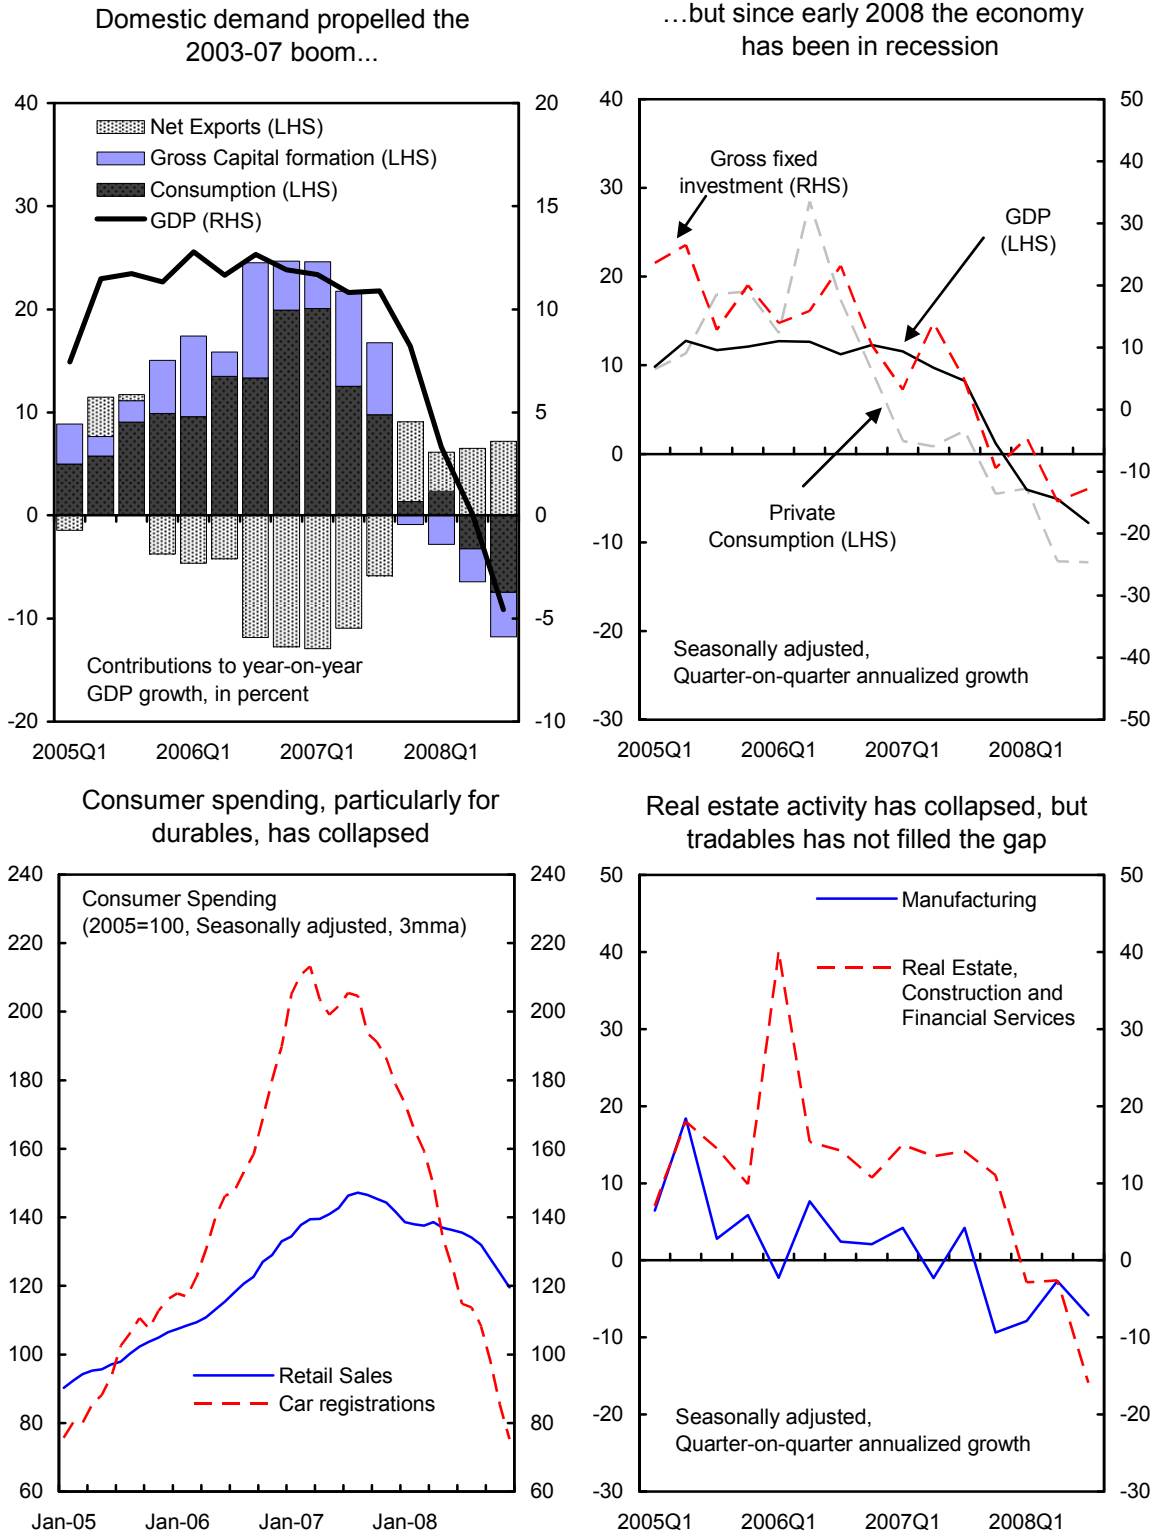 Domestic demand propelled the
2003-07 boom...
40
30
20
10
0
-10
-20
20
15
10
5
0
-5
-10
Net Exports (LHS)
Gross Capital formation (LHS)
Consumption (LHS)
GDP (RHS)
Contributions to year-on-year
GDP growth, in percent
2005Q1
2006Q1
2007Q1
2008Q1
…but since early 2008 the economy
has been in recession
40
30
20
10
0
-10
-20
-30
50
40
30
20
10
0
-10
-20
-30
-40
-50
Gross fixed
investment (RHS)
GDP
(LHS)
Private
Consumption (LHS)
Seasonally adjusted,
Quarter-on-quarter annualized growth
2005Q1
2006Q1
2007Q1
2008Q1
Consumer spending, particularly for
durables, has collapsed
240
220
200
180
160
140
120
100
80
60
240
220
200
180
160
140
120
100
80
60
Consumer Spending
(2005=100, Seasonally adjusted, 3mma)
Retail Sales
Car registrations
Jan-05
Jan-06
Jan-07
Jan-08
Real estate activity has collapsed, but
tradables has not filled the gap
50
40
30
20
10
0
-10
-20
-30
50
40
30
20
10
0
-10
-20
-30
Manufacturing
Real Estate,
Construction and
Financial Services
Seasonally adjusted,
Quarter-on-quarter annualized growth
2005Q1
2006Q1
2007Q1
2008Q1